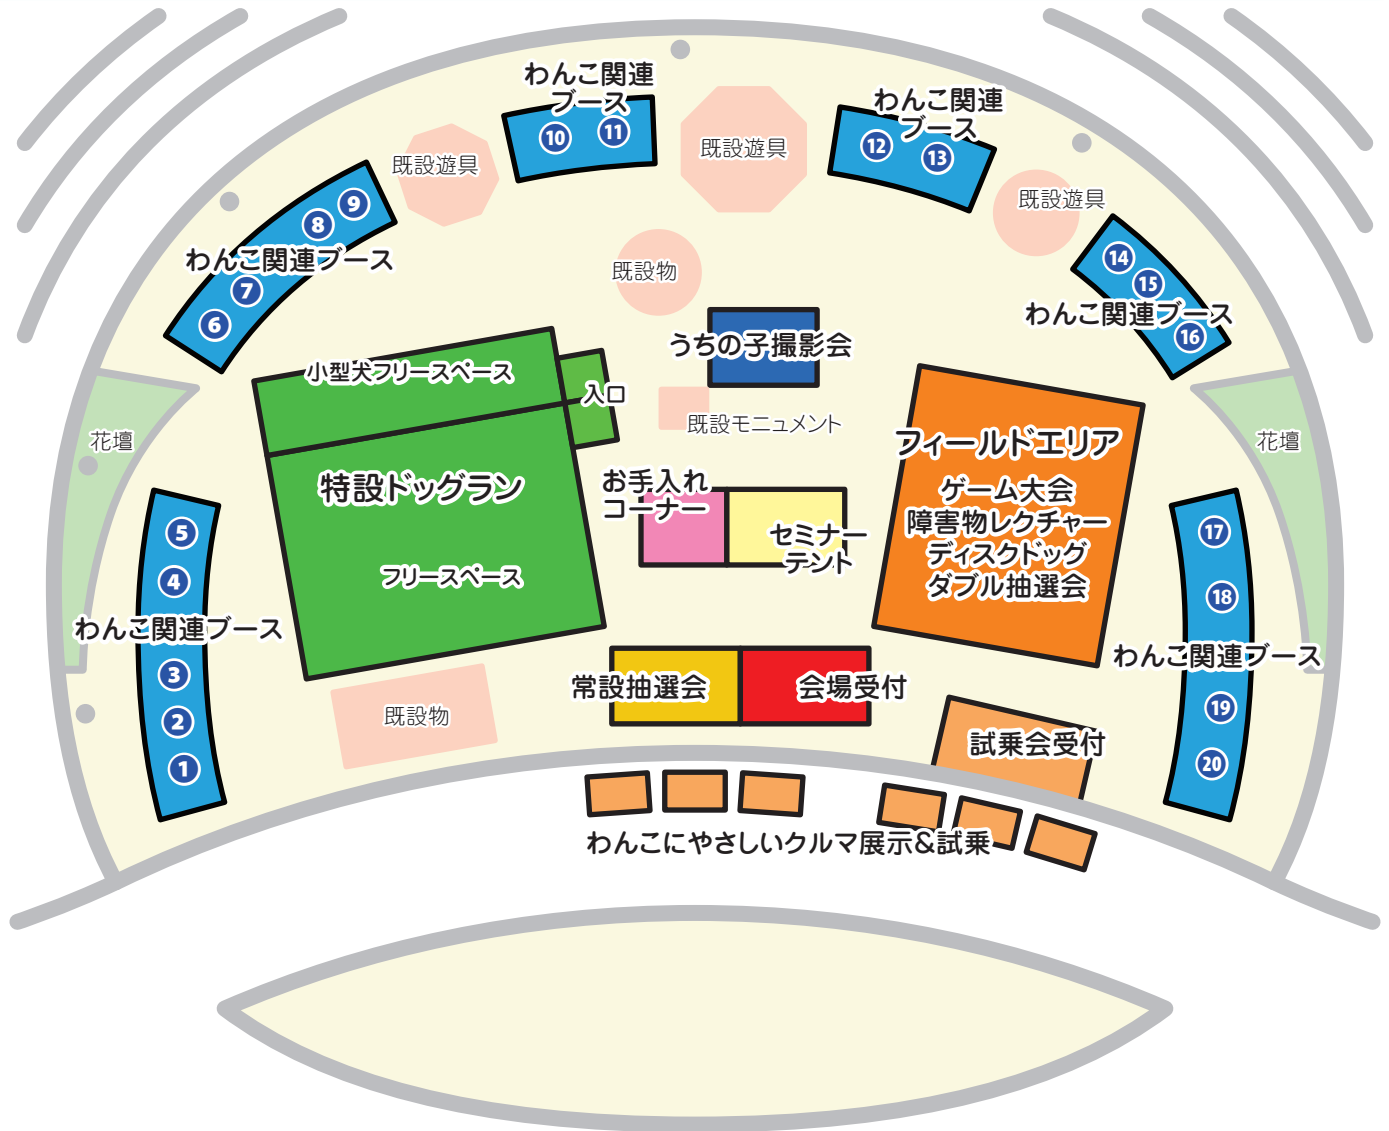 わんこ関連
ブース
10
11
既設遊具
わんこ関連
ブース
12
13
既設遊具
既設遊具
9
8
わんこ関連ブース
7
6
既設物
14
15
わんこ関連ブース
16
うちの子撮影会
小型犬フリースペース
入口
既設モニュメント
花壇
特設ドッグラン
フリースペース
お手入れ
コーナー
セミナー
テント
フィールドエリア
ゲーム大会
障害物レクチャー
ディスクドッグ
ダブル抽選会
花壇
5
4
わんこ関連ブース
3
2
1
17
18
わんこ関連ブース
19
20
既設物
常設抽選会
会場受付
試乗会受付
わんこにやさしいクルマ展示&試乗